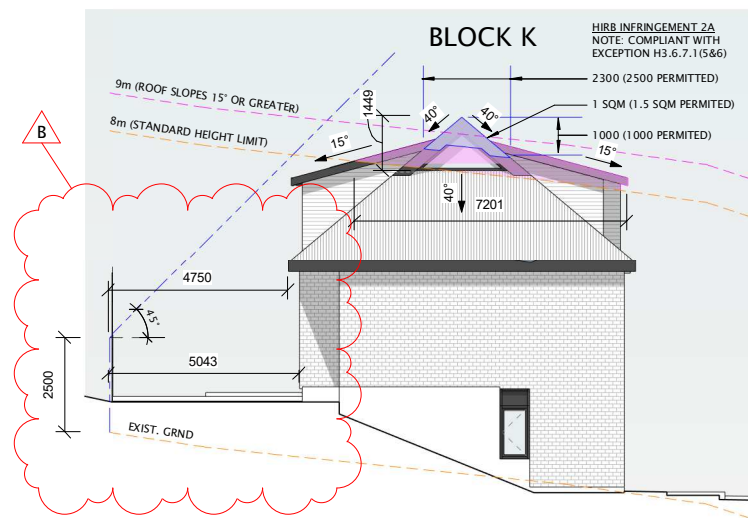 BLOCK K
HIRB INFRINGEMENT 2A
NOTE: COMPLIANT WITH
EXCEPTION H3.6.7.1(5&6)
2300 (2500 PERMITTED)
1 SQM (1.5 SQM PERMITED)
1000 (1000 PERMITED)
9m (ROOF SLOPES 15° OR GREATER)
8m (STANDARD HEIGHT LIMIT)
B
1449
40°
40°
15°
15°
40°
7201
4750
45°
5043
2500
EXIST. GRND